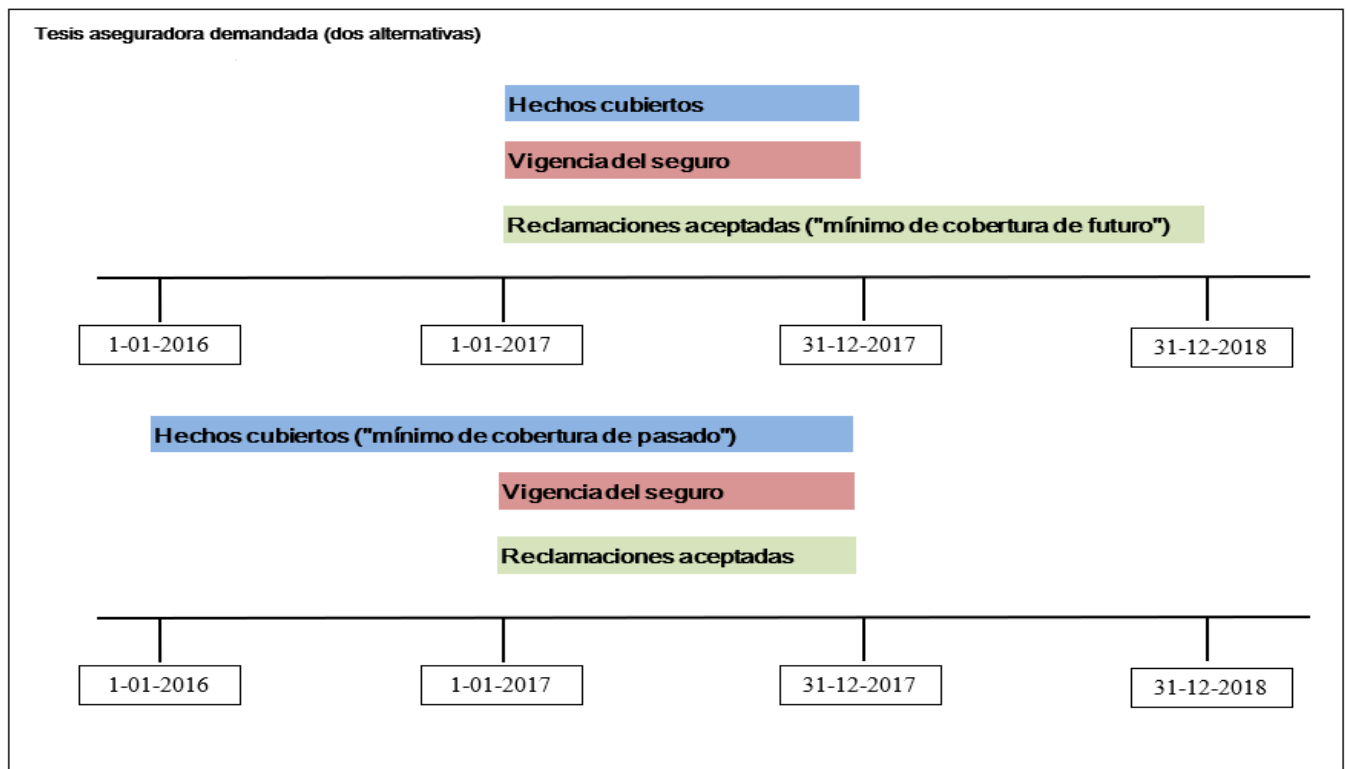 Tesis aseguradora demandada (dos alternativas)
Hechos cubiertos
Vigencia del seguro
Reclamaciones aceptadas ("mínimo de cobertura de futuro")
1-01-2016
1-01-2017
31-12-2017
31-12-2018
Hechos cubiertos ("mínimo de cobertura de pasado")
Vigencia del seguro
Reclamaciones aceptadas
1-01-2016
1-01-2017
31-12-2017
31-12-2018